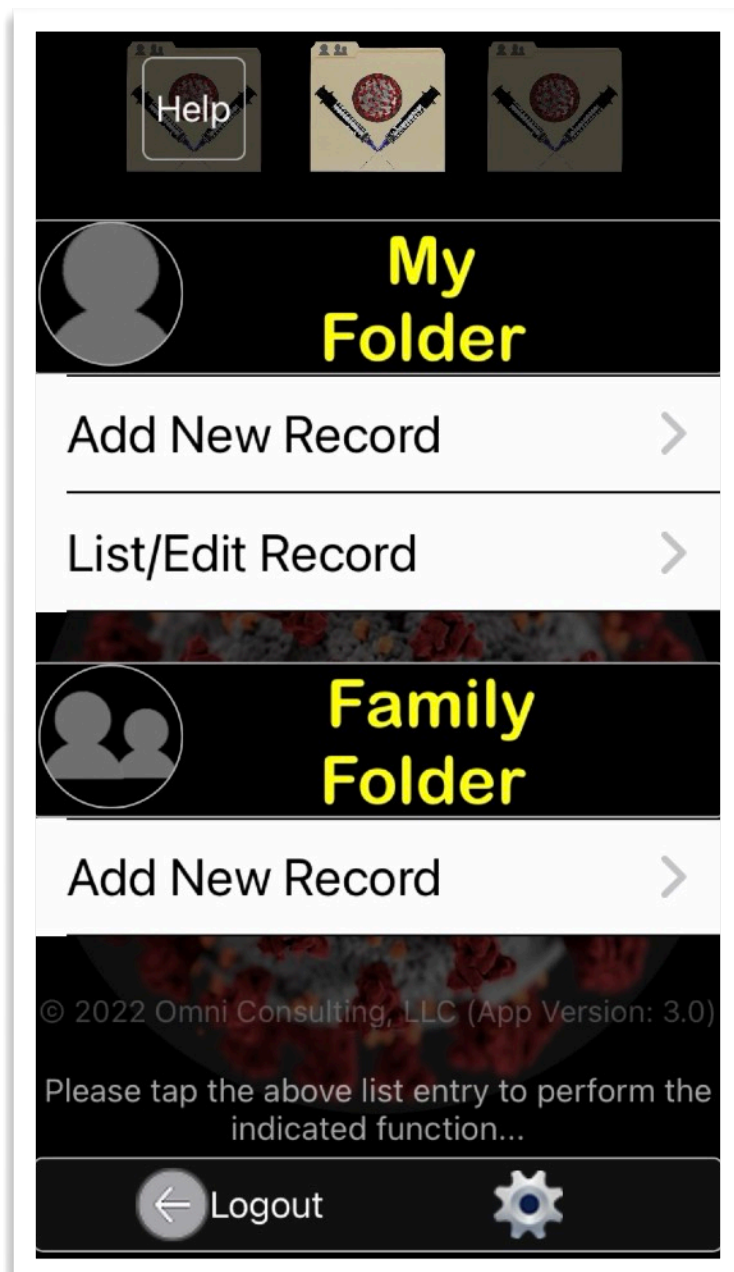 Help
My
Folder
Add New Record
List/Edit Record
Family
Folder
Add New Record
© 2022 Omni Consulting, LLC (App Version: 3.0)
Please tap the above list entry to perform the
indicated function...
Logout